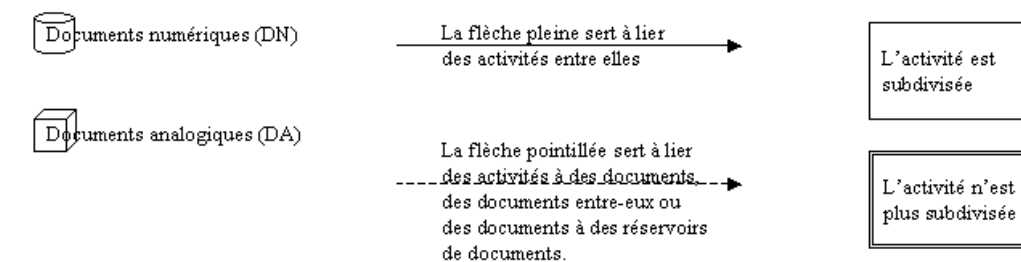 Documents numériques (DN)
Documents analogiques (DA)
La flèche pleine sert à lier
des activités entre elles
La flèche pointillée sert à lier
des activités à des documents,
des documents entre-eux ou
des documents à des réservoirs
de documents.
L'activité est
subdivisée
L'activité n'est
plus subdivisée